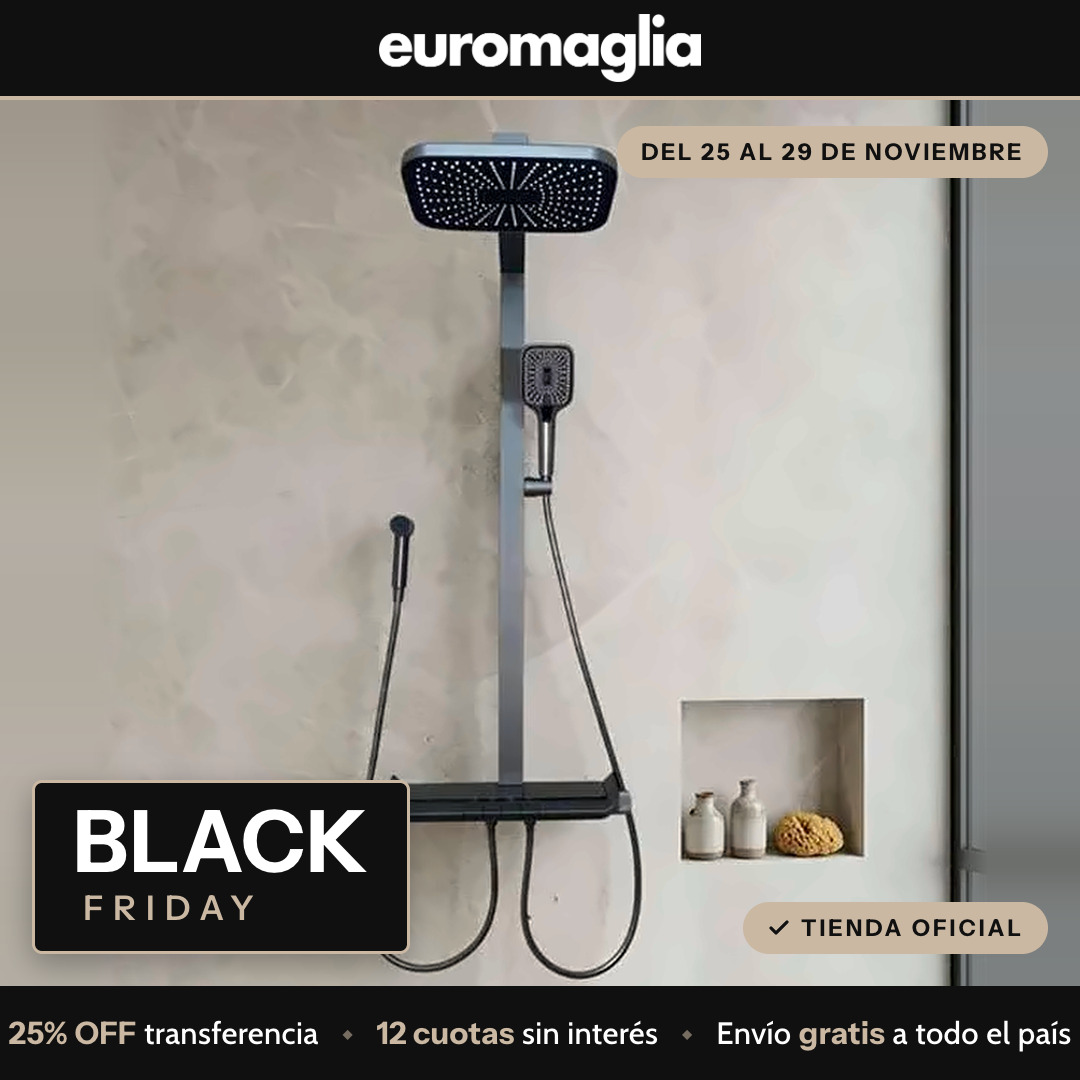 euromaglia
DEL 25 AL 29 DE NOVIEMBRE
BLACK
FRIDAY
✓ TIENDA OFICIAL
25% OFF transferencia ◆ 12 cuotas sin interés ◆ Envío gratis a todo el país